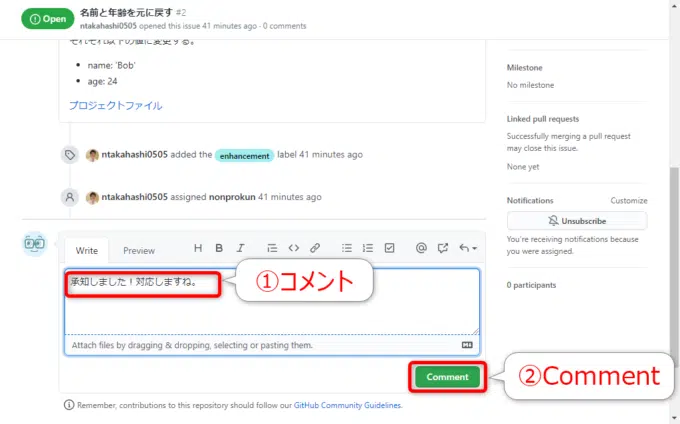 Open
名前と年齢を元に戻す #2
ntakahashi0505 opened this issue 41 minutes ago · 0 comments
それぞれ以下の値に変更する。
• name: 'Bob'
• age: 24
プロジェクトファイル
ntakahashi0505 added the enhancement label 41 minutes ago
ntakahashi0505 assigned nonprokun 41 minutes ago
Write Preview
承知しました！対応しますね。
①コメント
Attach files by dragging & dropping, selecting or pasting them.
Comment
②Comment
Remember, contributions to this repository should follow our GitHub Community Guidelines.
Milestone
No milestone
Linked pull requests
Successfully merging a pull request
may close this issue.
None yet
Notifications Customize
Unsubscribe
You're receiving notifications because
you were assigned.
0 participants